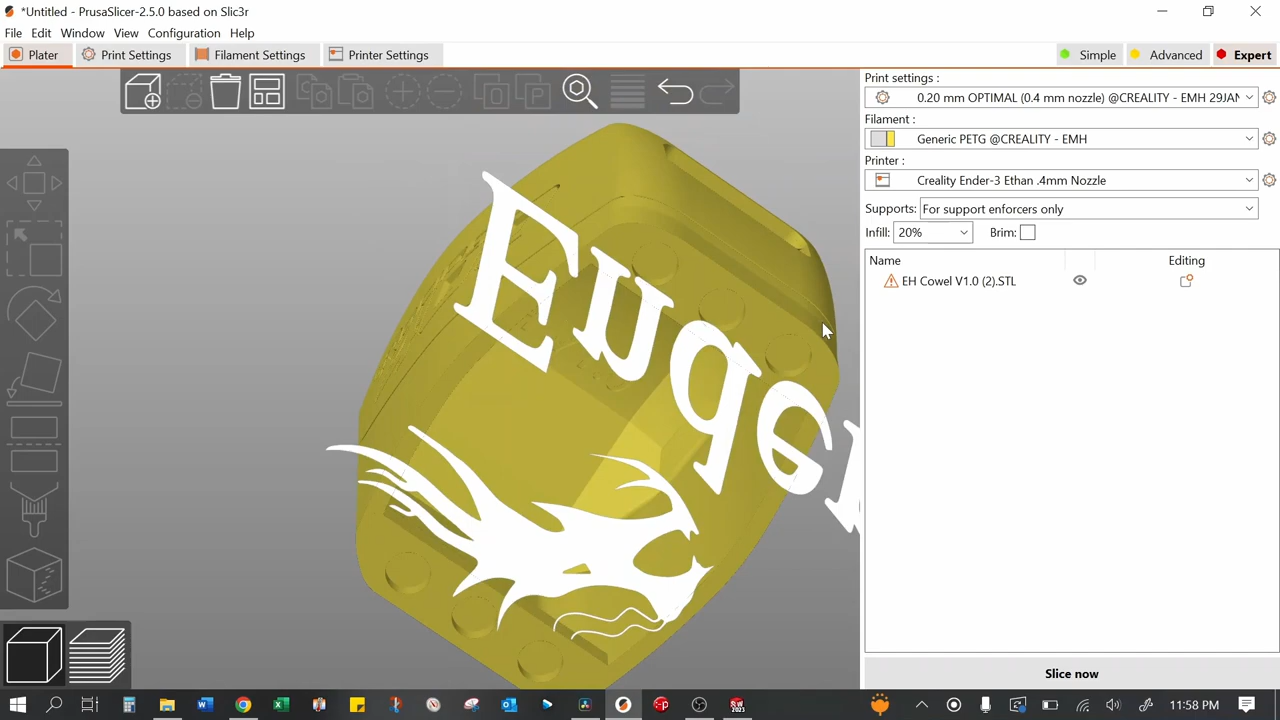 *Untitled - PrusaSlicer-2.5.0 based on Slic3r
File Edit Window View Configuration Help
Plater Print Settings Filament Settings Printer Settings Simple Advanced Expert
Print settings :
0.20 mm OPTIMAL (0.4 mm nozzle) @CREALITY - EMH 29JAN
Filament :
Generic PETG @CREALITY - EMH
Printer :
Creality Ender-3 Ethan .4mm Nozzle
Supports: For support enforcers only
Infill: 20% Brim:
Name Editing
EH Cowel V1.0 (2).STL
Slice now
11:58 PM